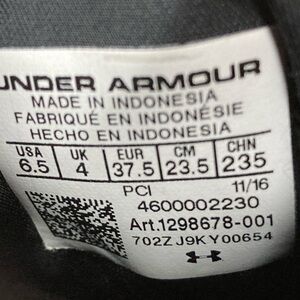 UNDER ARMOUR
MADE IN INDONESIA
FABRIQUÉ EN INDONÉSIE
HECHO EN INDONESIA
USA UK EUR CM CHN
6.5 4 37.5 23.5 235
PCI 11/16
4600002230
Art.1298678-001
702Z J9KY00654